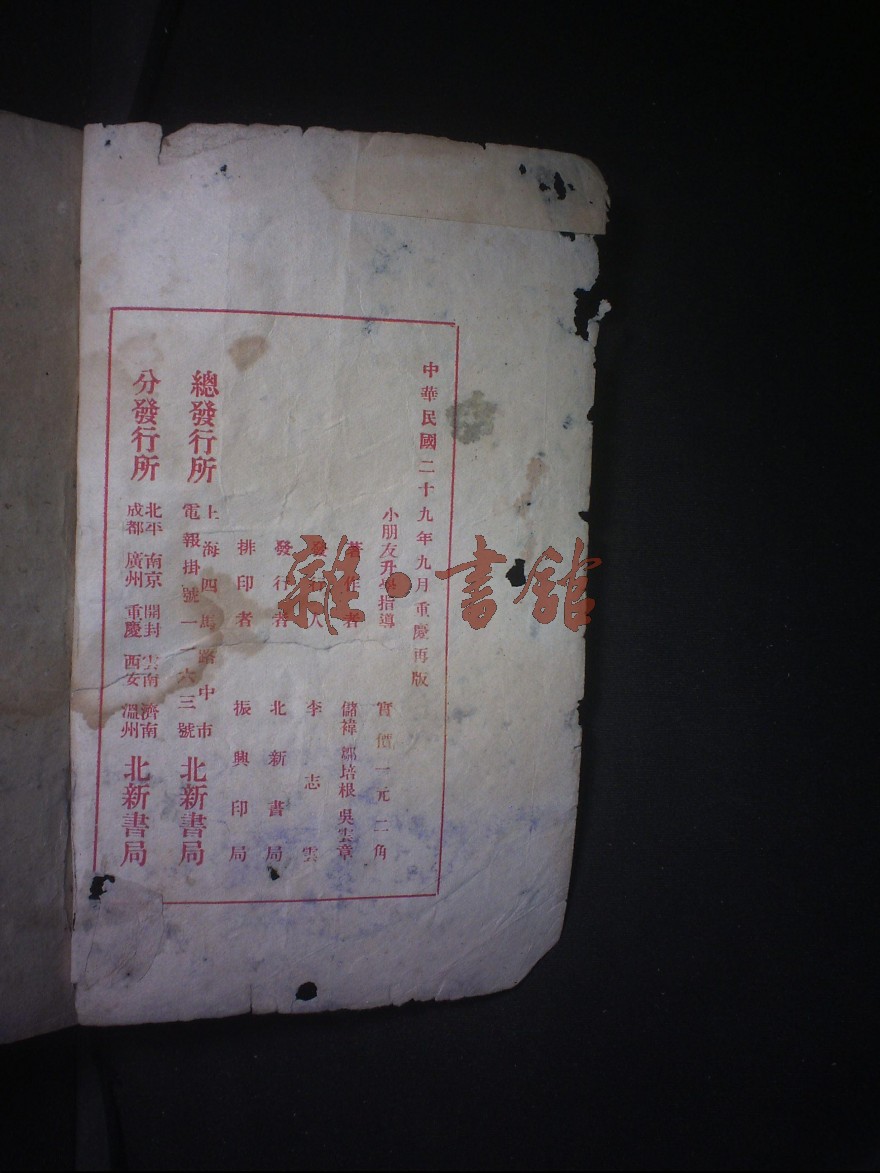 中華民國二十九年九月重慶再版
小朋友升學指導
實價一元二角
著作者
儲褘 鄒培根 吳雲章
發行人 李志雲
發行者 北新書局
排印者 振興印局
總發行所
上海四馬路中市
電報掛號一一六三號
北新書局
分發行所
北平 南京 開封 雲南 濟南
成都 廣州 重慶 西安 溫州
北新書局
雜·書館